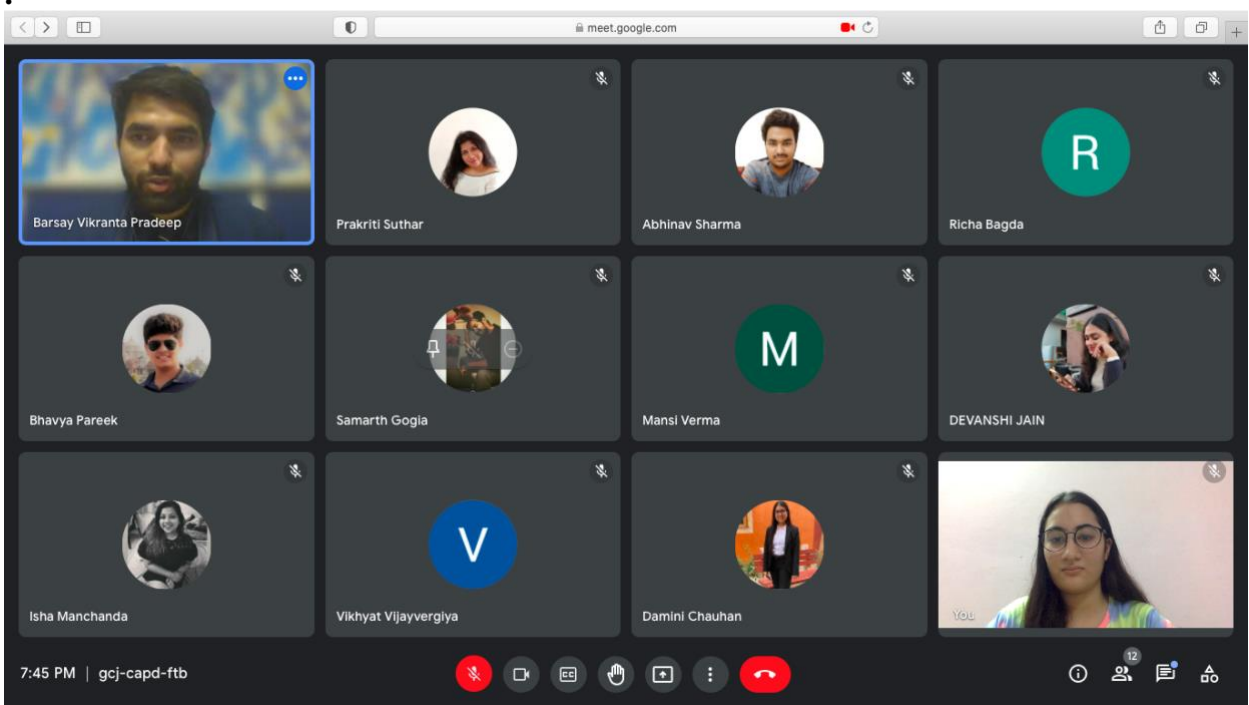 meet.google.com
Barsay Vikranta Pradeep
Prakriti Suthar
Abhinav Sharma
R
Richa Bagda
Bhavya Pareek
Samarth Gogia
M
Mansi Verma
DEVANSHI JAIN
Isha Manchanda
V
Vikhyat Vijayvergiya
Damini Chauhan
You
7:45 PM | gcj-capd-ftb
CC
12